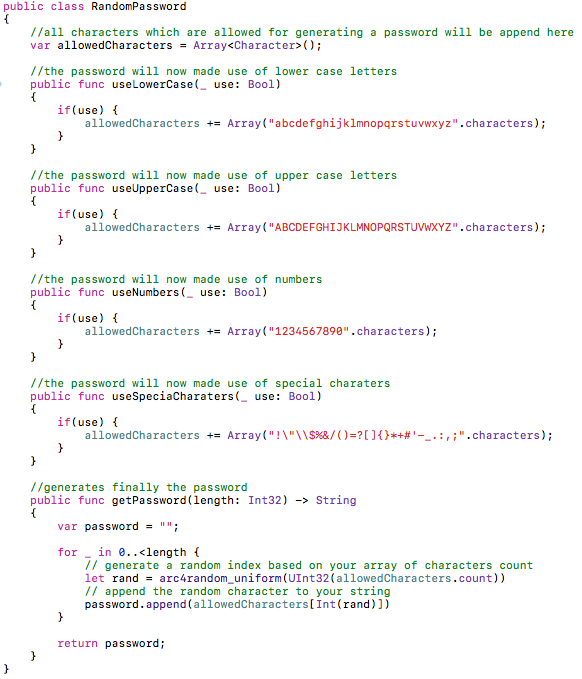 public class RandomPassword
{
    //all characters which are allowed for generating a password will be append here
    var allowedCharacters = Array<Character>();

    //the password will now made use of lower case letters
    public func useLowerCase(_ use: Bool)
    {
        if(use) {
            allowedCharacters += Array("abcdefghijklmnopqrstuvwxyz".characters);
        }
    }

    //the password will now made use of upper case letters
    public func useUpperCase(_ use: Bool)
    {
        if(use) {
            allowedCharacters += Array("ABCDEFGHIJKLMNOPQRSTUVWXYZ".characters);
        }
    }

    //the password will now made use of numbers
    public func useNumbers(_ use: Bool)
    {
        if(use) {
            allowedCharacters += Array("1234567890".characters);
        }
    }

    //the password will now made use of special charaters
    public func useSpeciaCharaters(_ use: Bool)
    {
        if(use) {
            allowedCharacters += Array("!\"\\$%&/()=?[]{}*+#'-_.:,;".characters);
        }
    }

    //generates finally the password
    public func getPassword(length: Int32) -> String
    {
        var password = "";

        for _ in 0..<length {
            // generate a random index based on your array of characters count
            let rand = arc4random_uniform(UInt32(allowedCharacters.count))
            // append the random character to your string
            password.append(allowedCharacters[Int(rand)])
        }

        return password;
    }
}